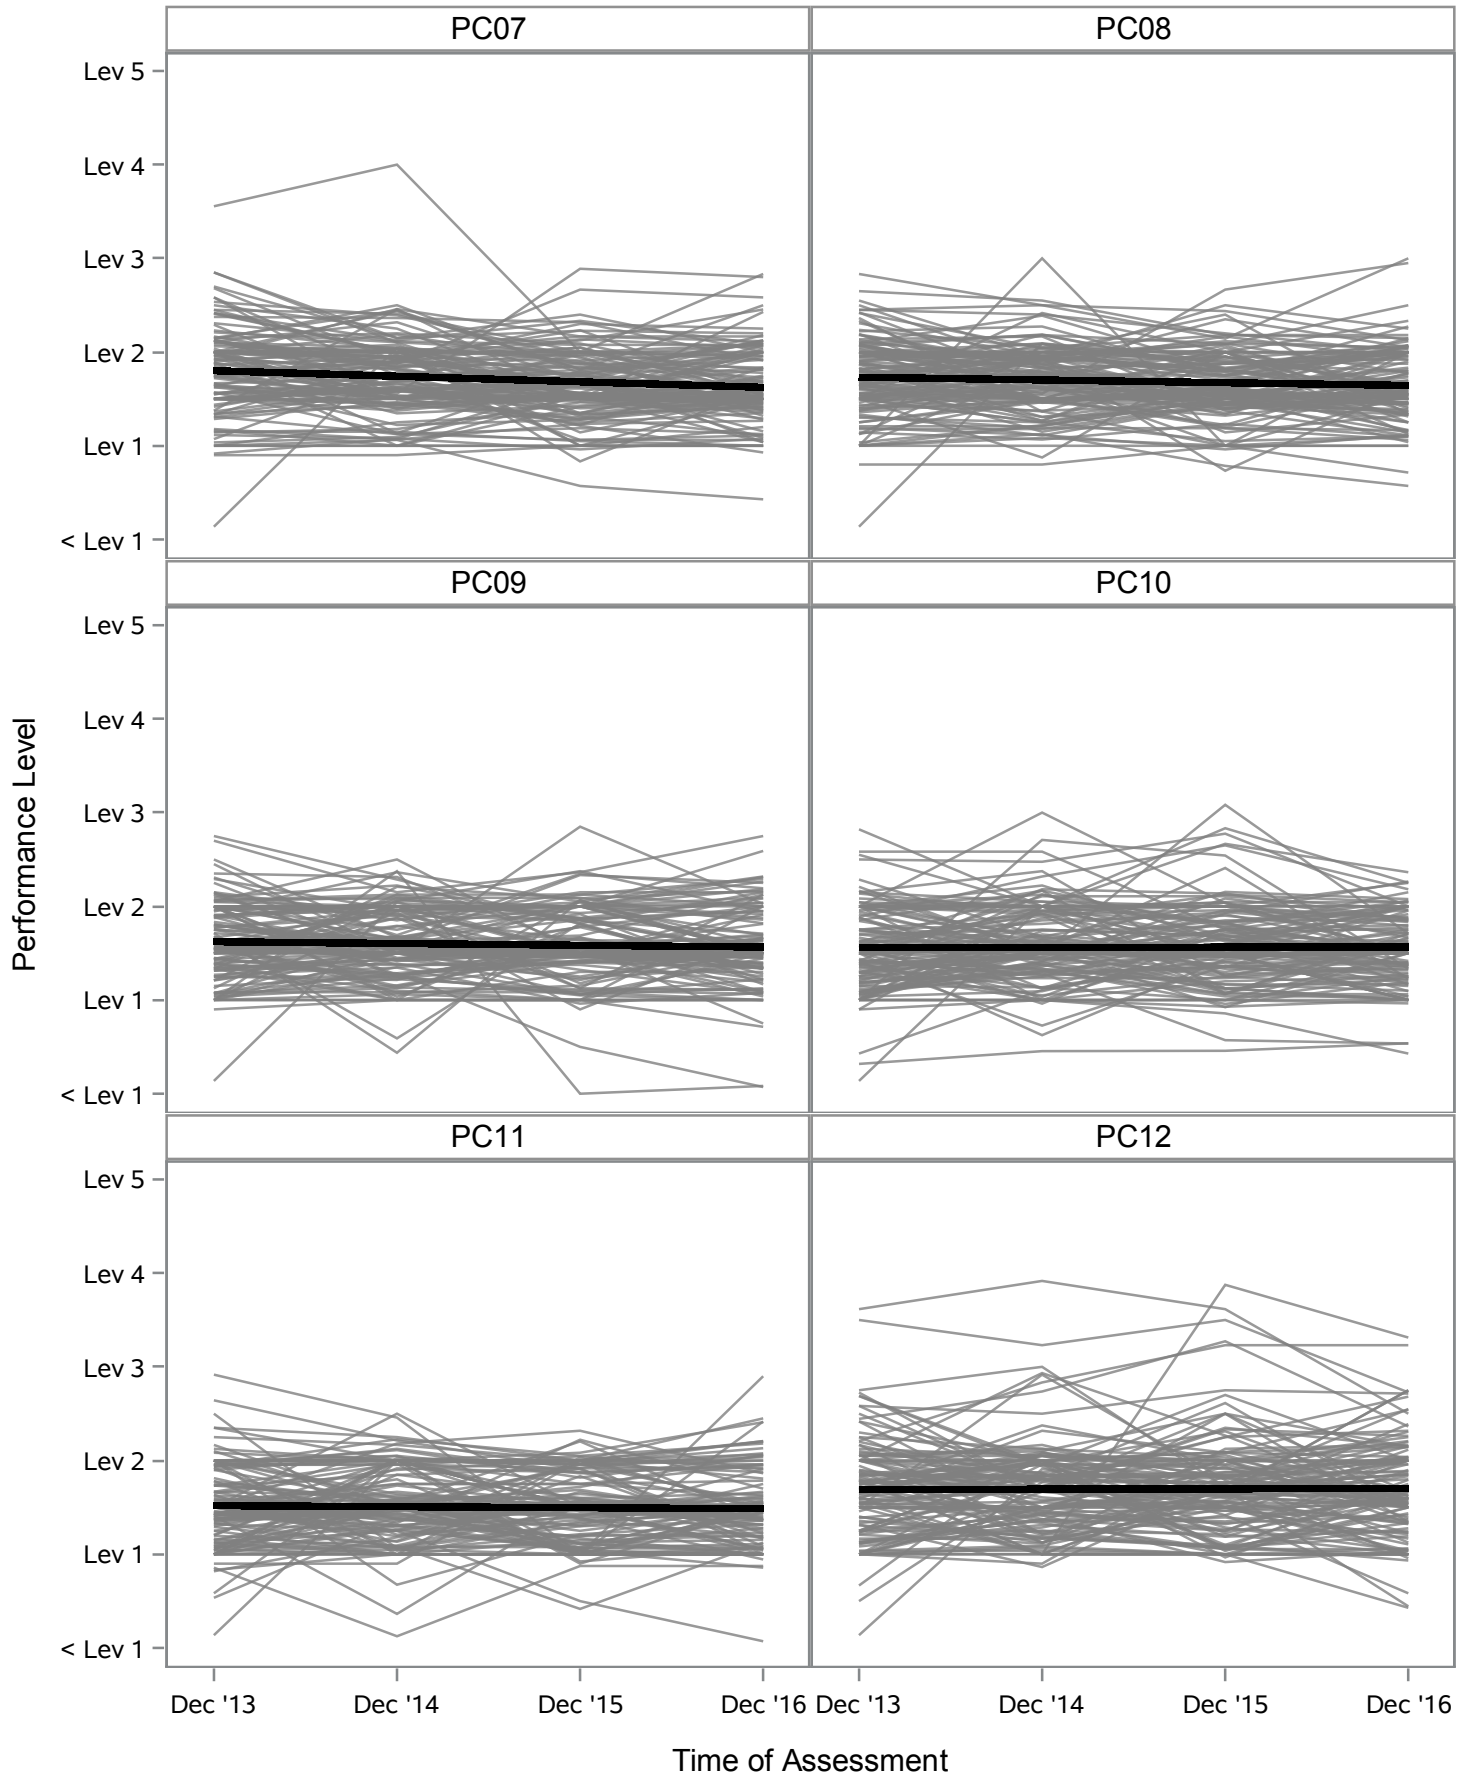 PC07
PC08
Lev 5
Lev 4
Lev 3
Lev 2
Lev 1
< Lev 1
PC09
PC10
Lev 5
Lev 4
Lev 3
Lev 2
Lev 1
< Lev 1
Performance Level
PC11
PC12
Lev 5
Lev 4
Lev 3
Lev 2
Lev 1
< Lev 1
Dec '13 Dec '14 Dec '15 Dec '16 Dec '13 Dec '14 Dec '15 Dec '16
Time of Assessment